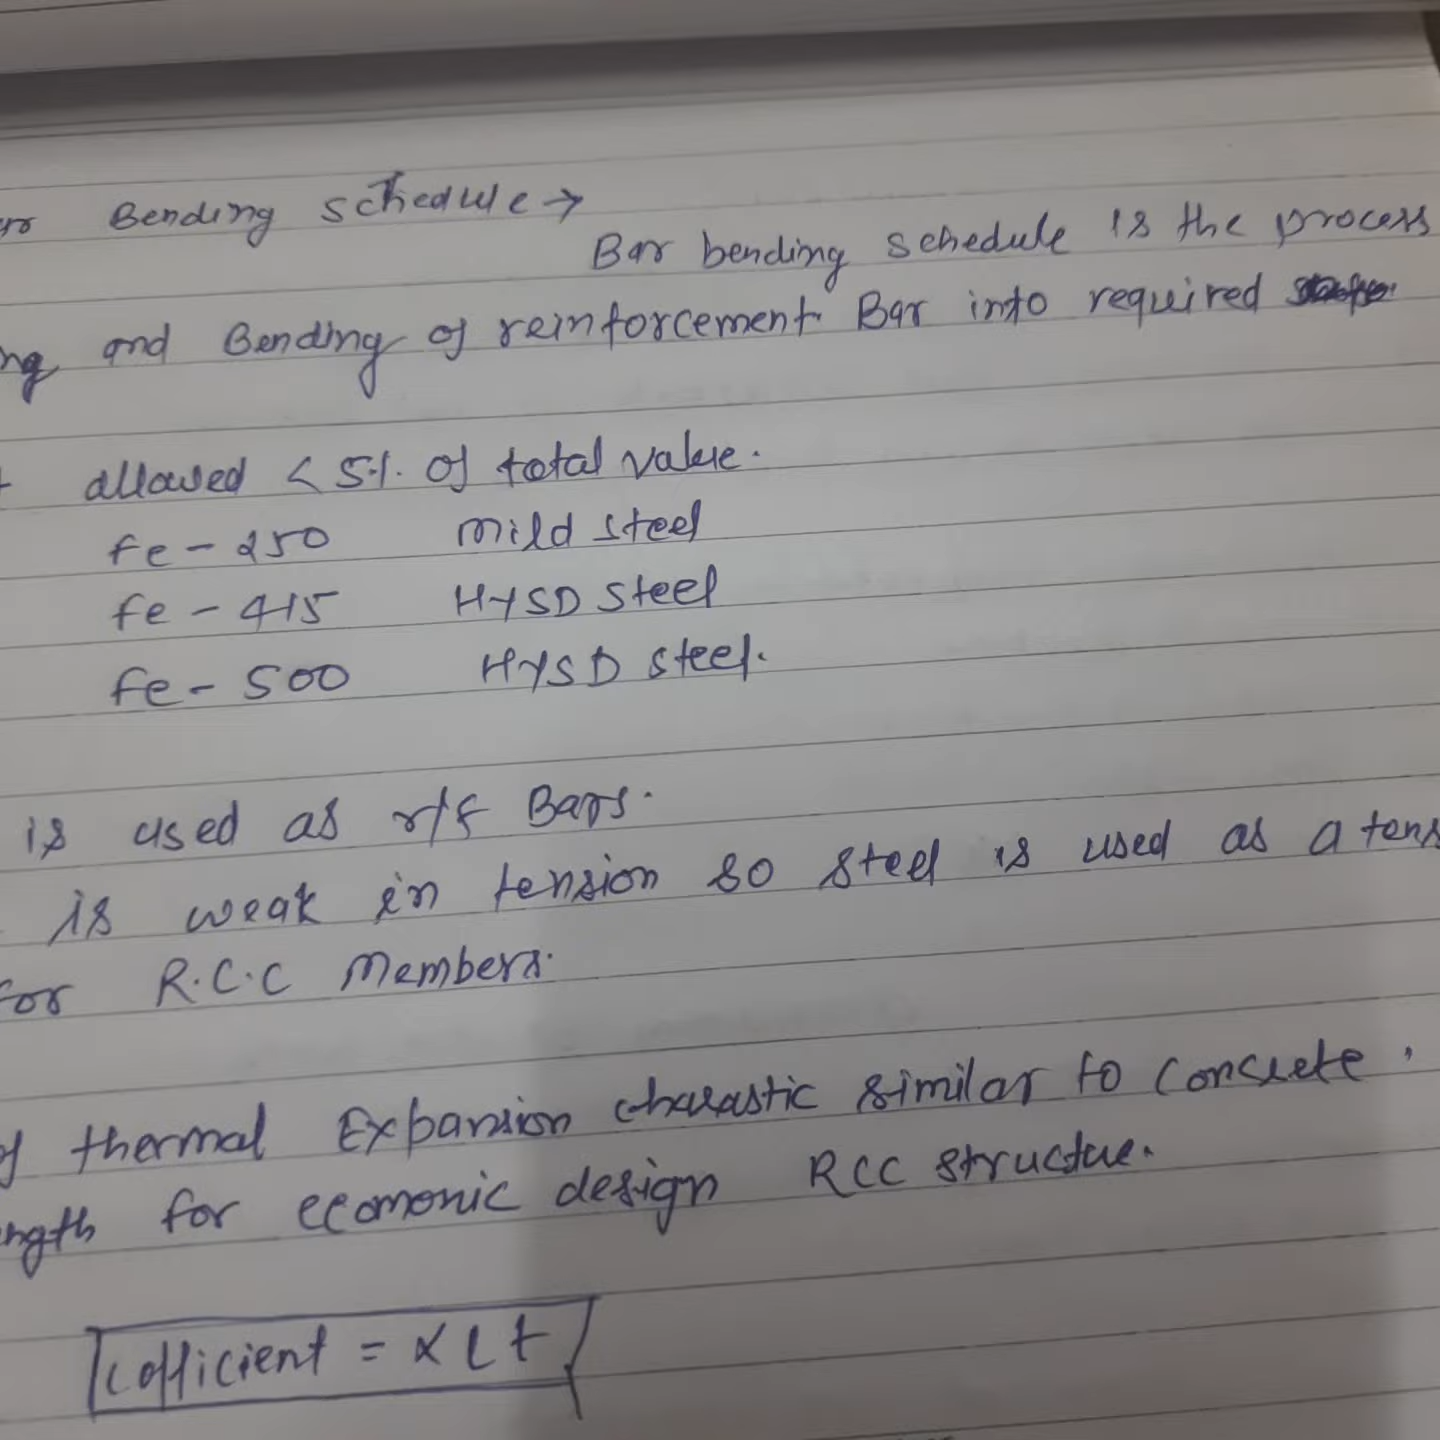 Bending schedule →
Bar bending schedule is the process
ng and Bending of reinforcement Bar into required
allowed < 5% of total value.
fe - 250 Mild steel
fe - 415 HYSD steel
fe - 500 HYSD steel.
is used as r/f Bars.
is weak in tension so steel is used as a tens
for R.C.C Members.
thermal Expansion charastic similar to concrete.
ngth for ecomonic design RCC structue.
Cofficient = α L t